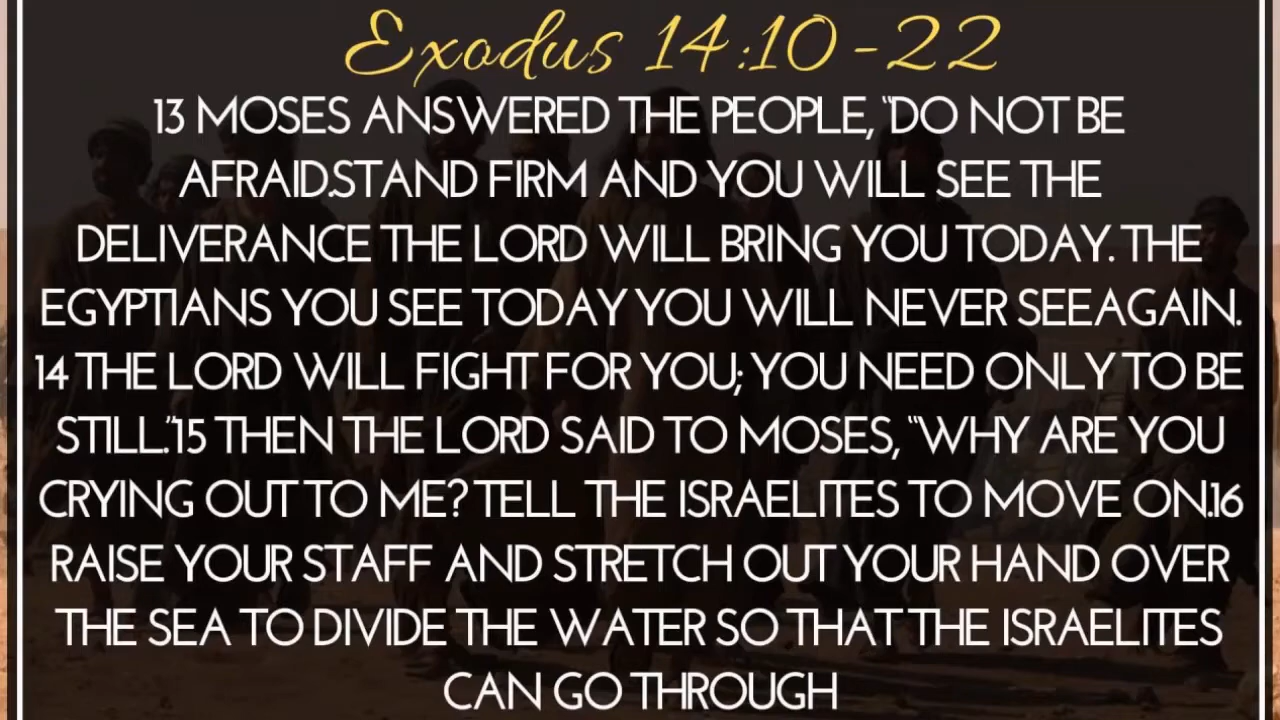 Exodus 14:10-22
13 MOSES ANSWERED THE PEOPLE, "DO NOT BE
AFRAID.STAND FIRM AND YOU WILL SEE THE
DELIVERANCE THE LORD WILL BRING YOU TODAY. THE
EGYPTIANS YOU SEE TODAY YOU WILL NEVER SEEAGAIN.
14 THE LORD WILL FIGHT FOR YOU; YOU NEED ONLY TO BE
STILL."15 THEN THE LORD SAID TO MOSES, "WHY ARE YOU
CRYING OUT TO ME? TELL THE ISRAELITES TO MOVE ON.16
RAISE YOUR STAFF AND STRETCH OUT YOUR HAND OVER
THE SEA TO DIVIDE THE WATER SO THAT THE ISRAELITES
CAN GO THROUGH